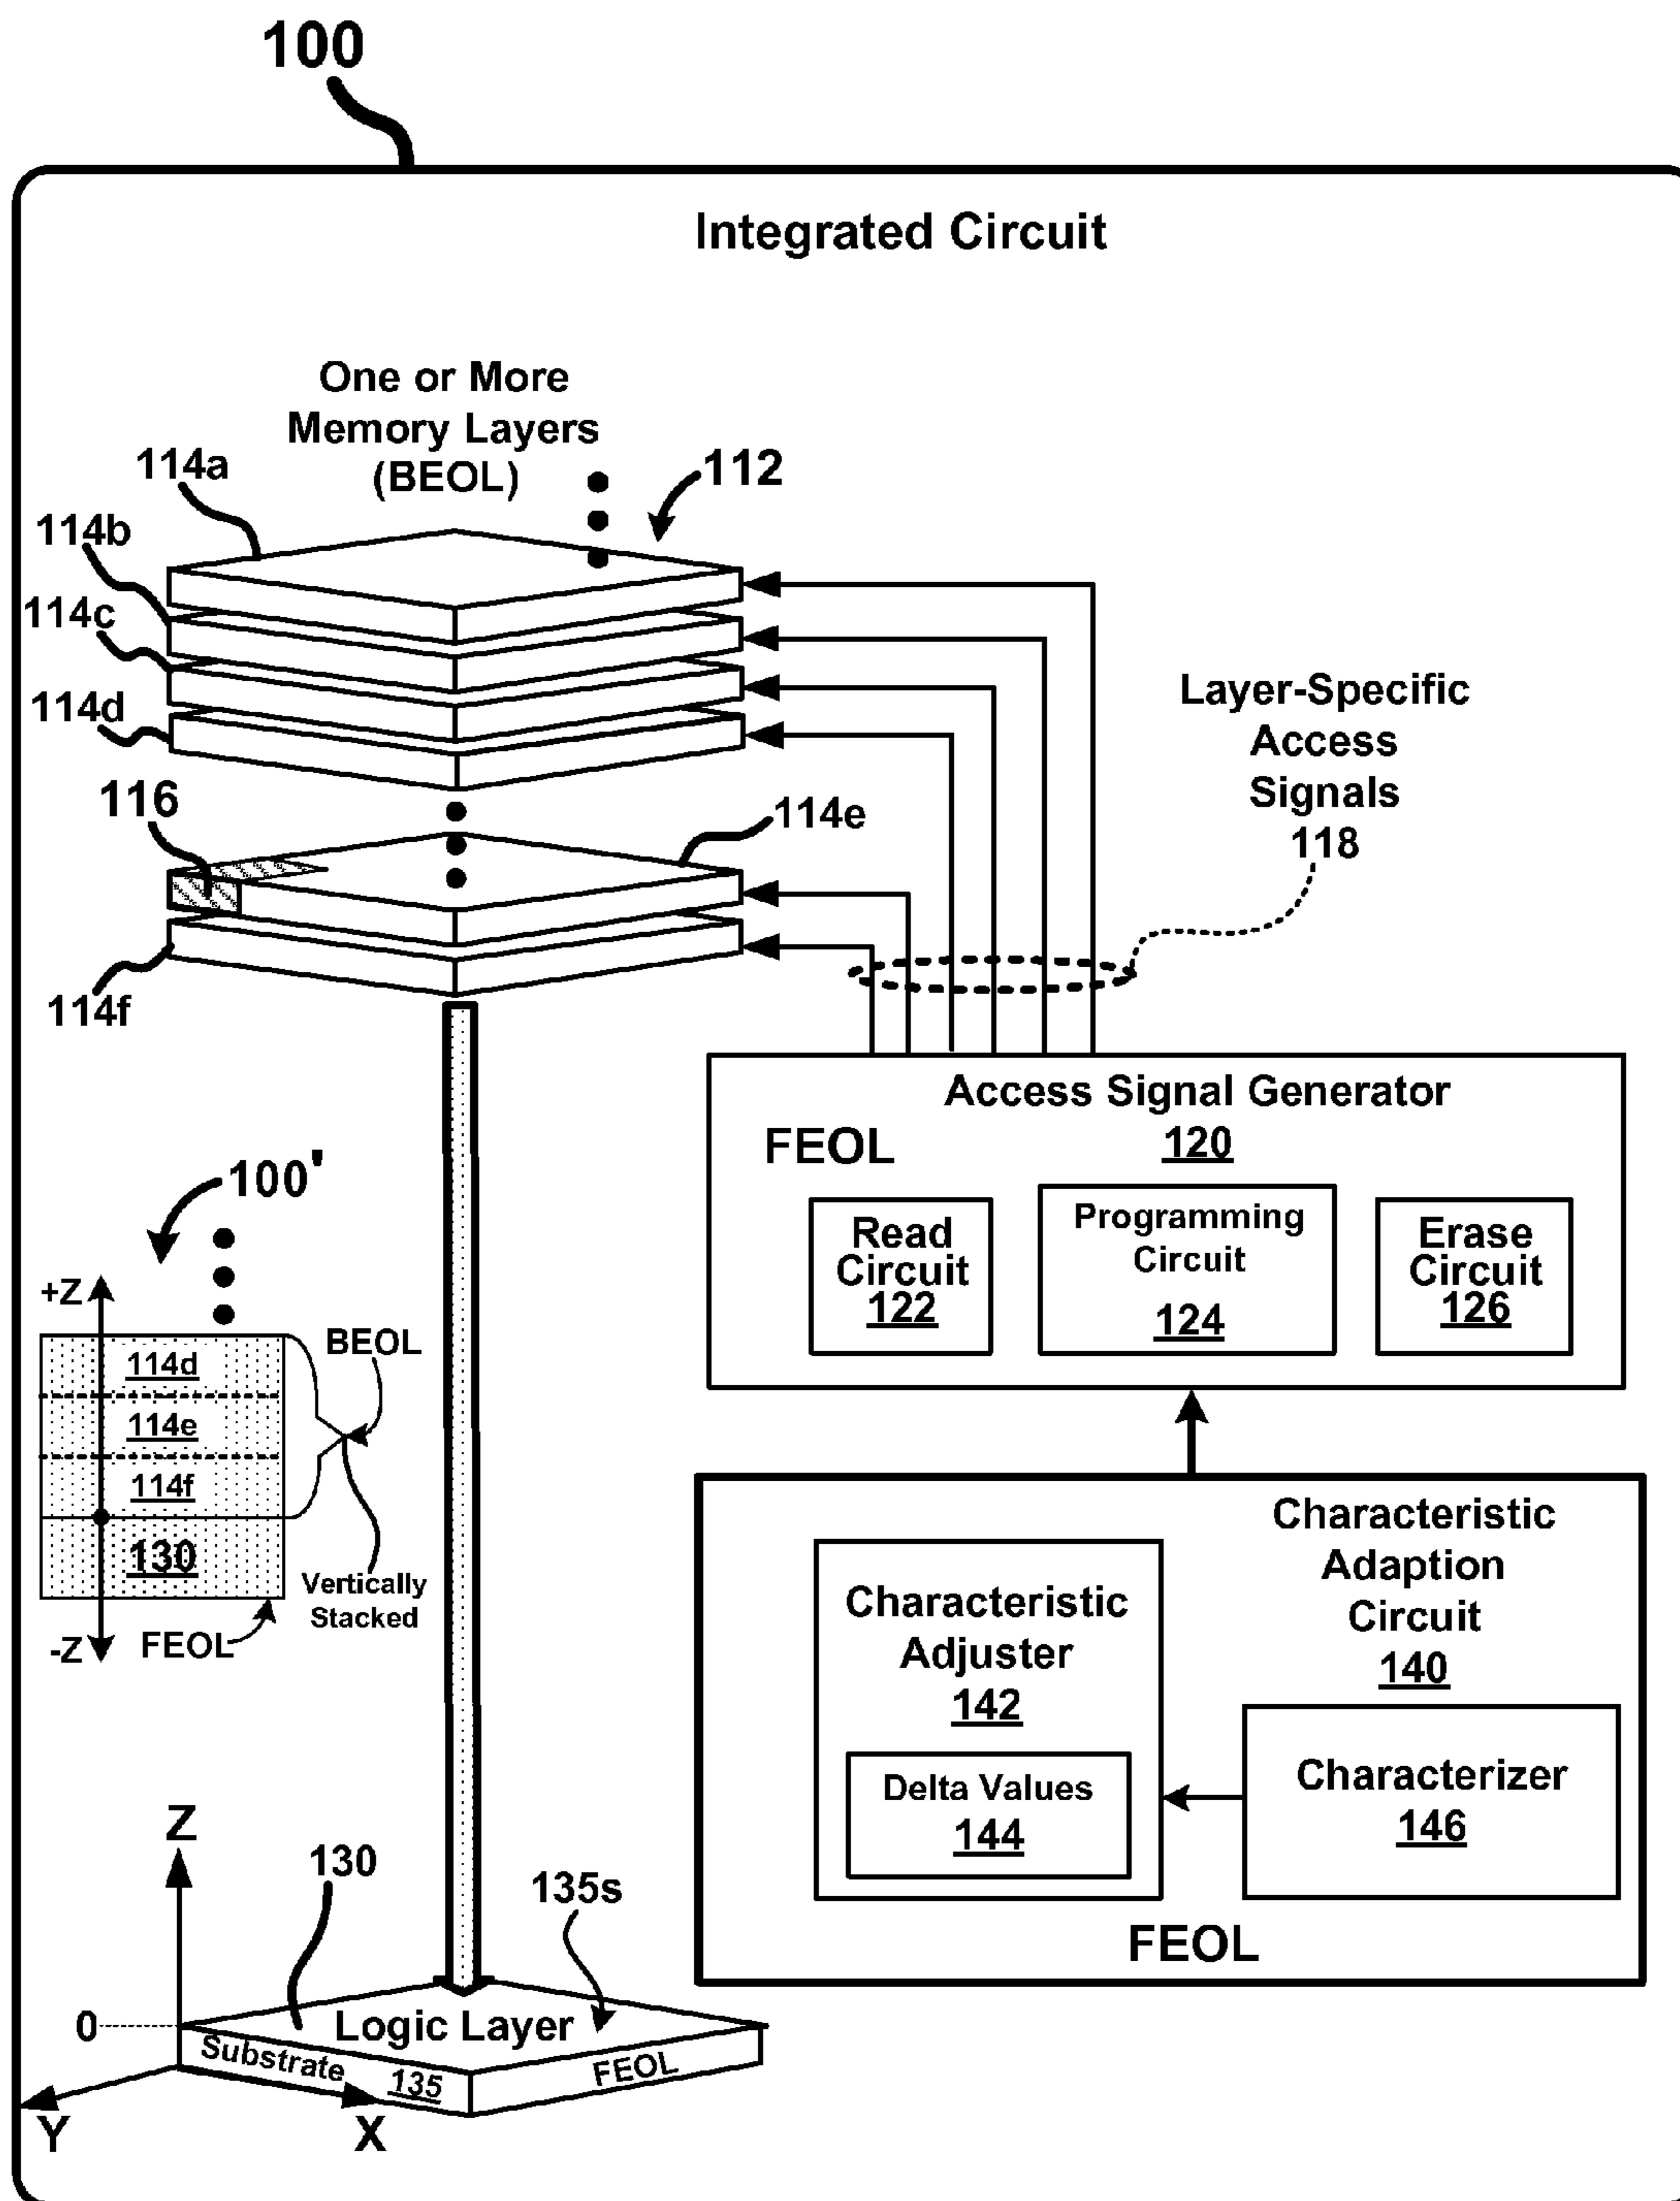 100
Integrated Circuit
One or More
Memory Layers
(BEOL)
112
114a
114b
114c
114d
116
114e
114f
Layer-Specific
Access
Signals
118
Access Signal Generator
120
FEOL
Read
Circuit
122
Programming
Circuit
124
Erase
Circuit
126
100'
+Z
114d
114e
114f
130
-Z
BEOL
Vertically
Stacked
FEOL
Characteristic
Adaption
Circuit
140
Characteristic
Adjuster
142
Delta Values
144
Characterizer
146
FEOL
Z
130
135s
0
Logic Layer
Substrate
135
FEOL
Y
X